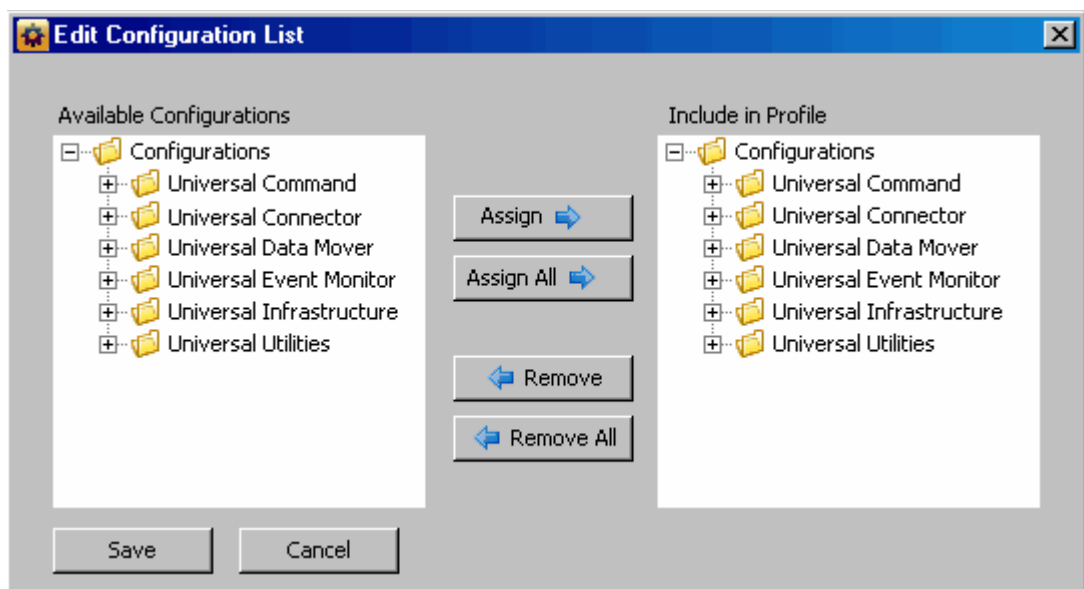 Edit Configuration List
Available Configurations
Configurations
Universal Command
Universal Connector
Universal Data Mover
Universal Event Monitor
Universal Infrastructure
Universal Utilities
Assign
Assign All
Remove
Remove All
Include in Profile
Configurations
Universal Command
Universal Connector
Universal Data Mover
Universal Event Monitor
Universal Infrastructure
Universal Utilities
Save
Cancel